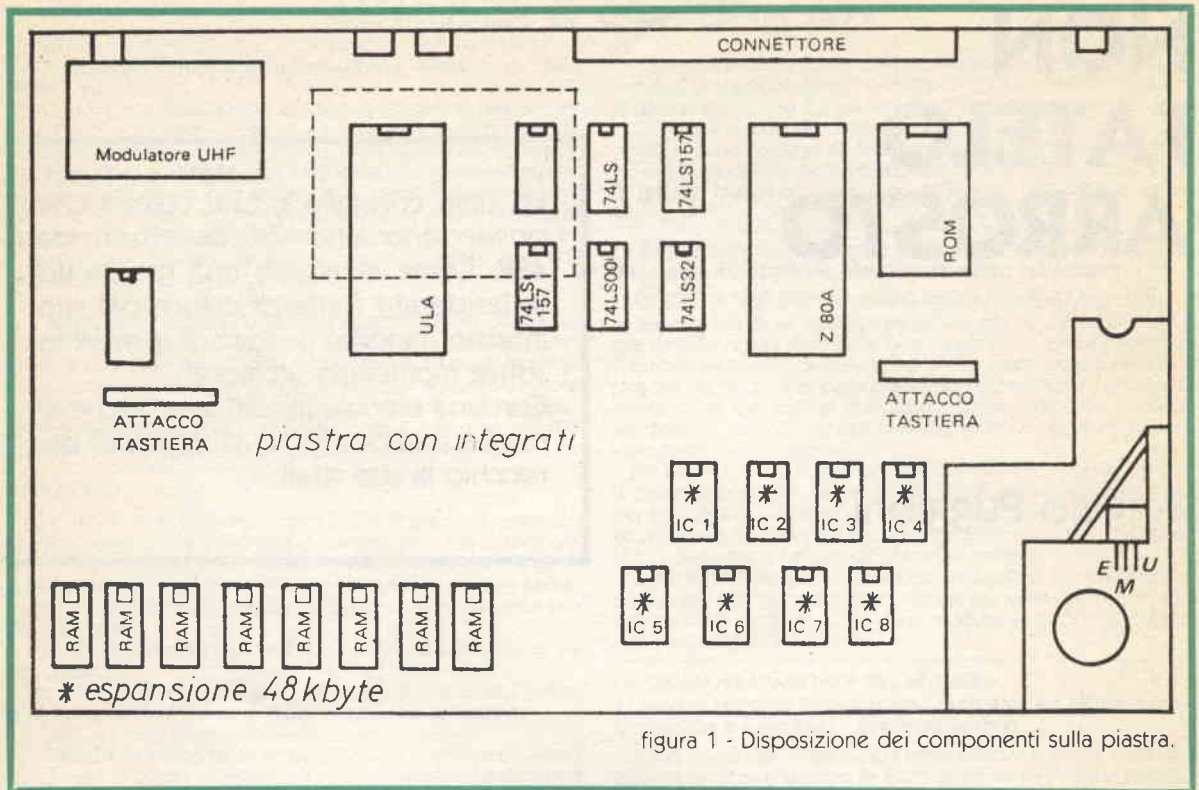 CONNETTORE
Modulatore UHF
ULA
74LS
157
74LS
74LS00
74LS157
74LS32
Z80A
ROM
ATTACCO
TASTIERA
ATTACCO
TASTIERA
piastra con integrati
* IC 1
* IC 2
* IC 3
* IC 4
* IC 5
* IC 6
* IC 7
* IC 8
E M U
RAM
RAM
RAM
RAM
RAM
RAM
RAM
RAM
* espansione 48 kbyte
figura 1 - Disposizione dei componenti sulla piastra.